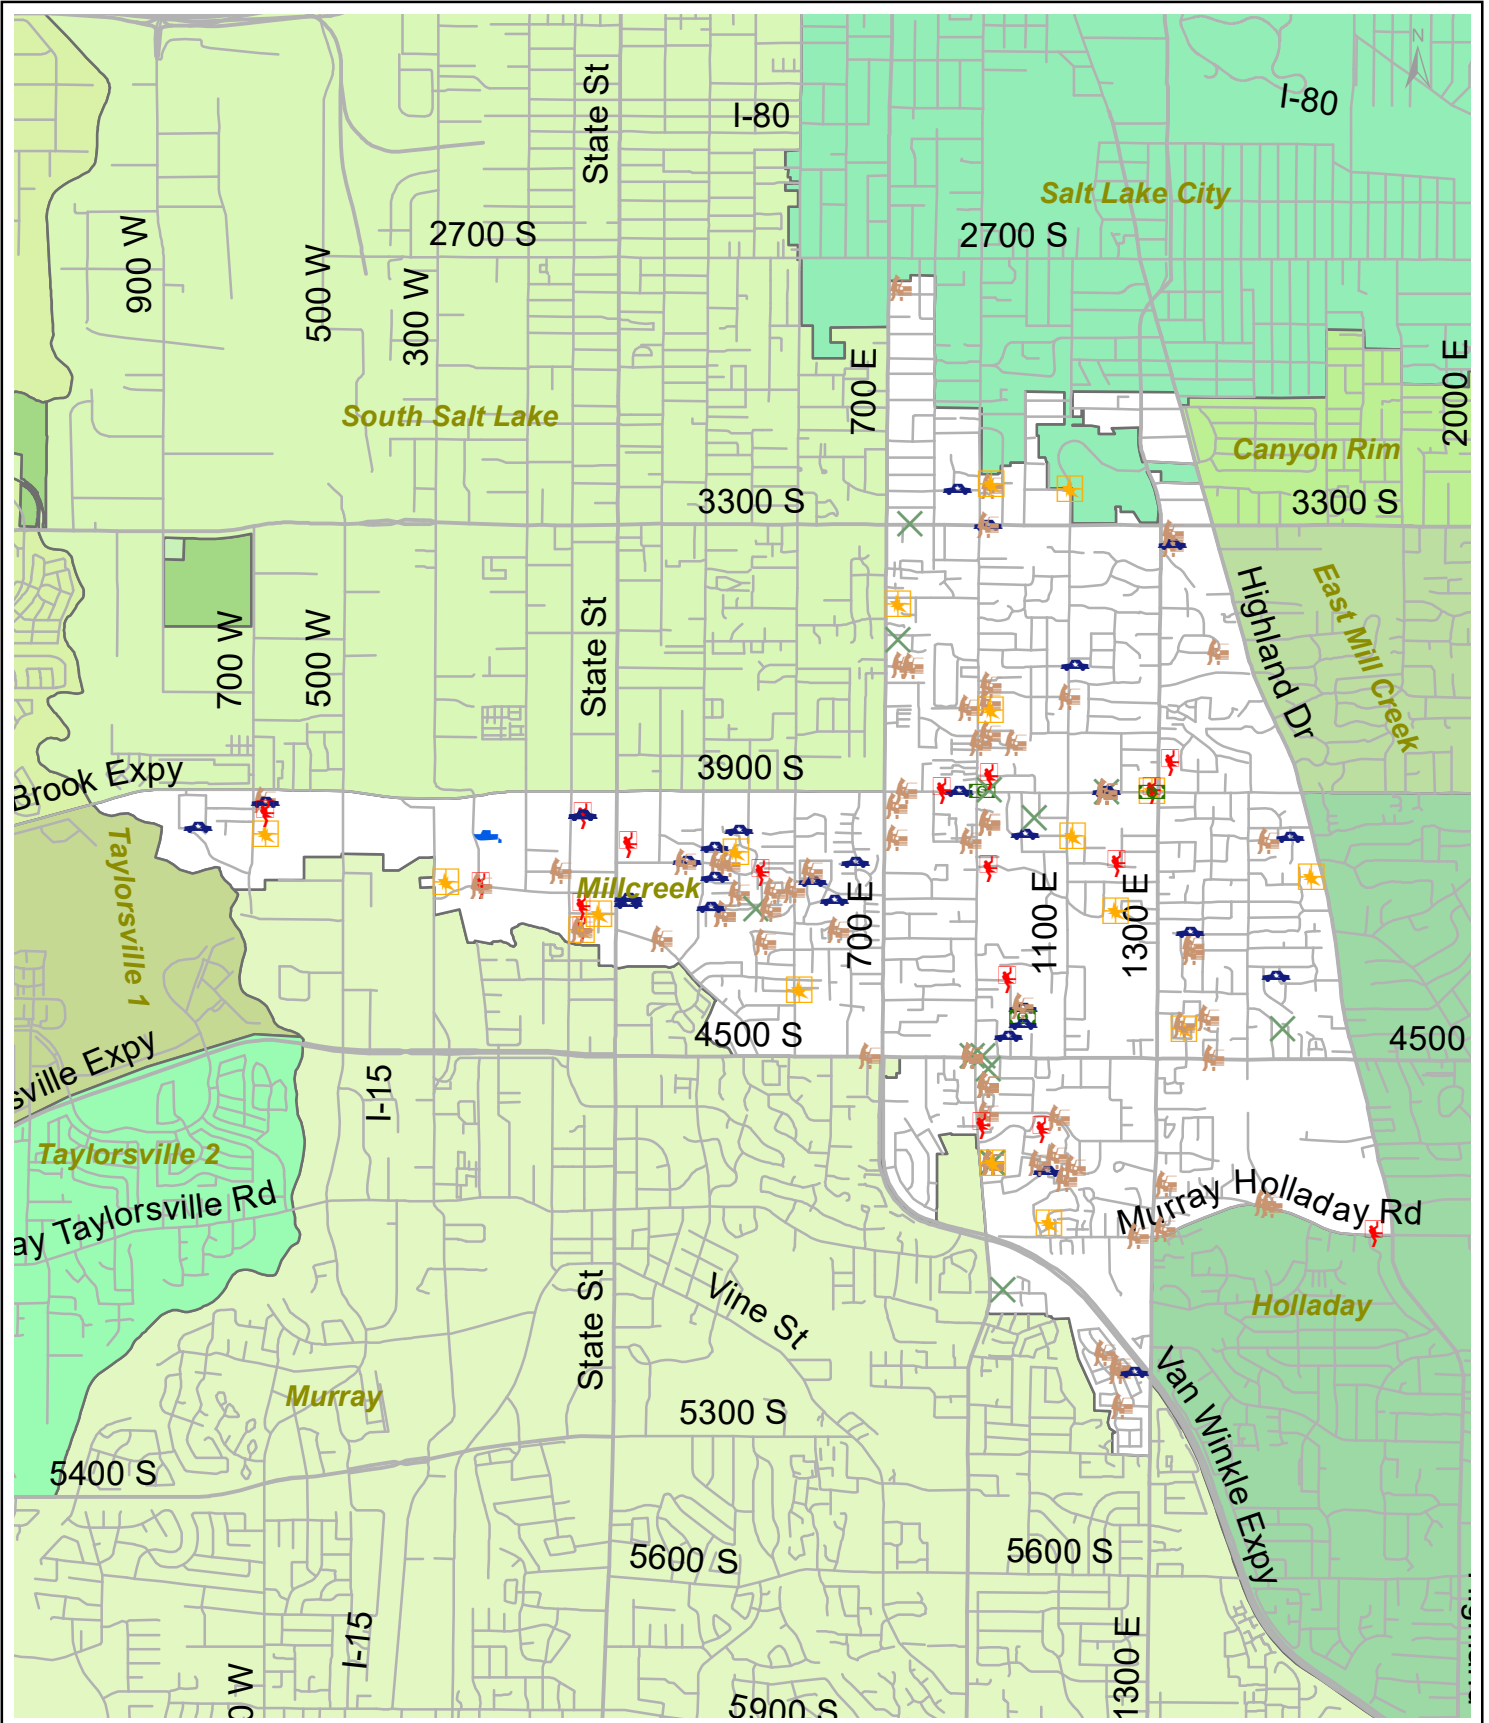 N
I-80
State St
I-80
Salt Lake City
900 W
2700 S
2700 S
500 W
300 W
700 E
2000 E
South Salt Lake
Canyon Rim
3300 S
3300 S
Highland Dr
East Mill Creek
700 W
500 W
State St
3900 S
Brook Expy
Taylorsville 1
Millcreek
700 E
1100 E
1300 E
4500 S
4500
sville Expy
I-15
Taylorsville 2
ay Taylorsville Rd
Murray Holladay Rd
State St
Vine St
Holladay
Murray
Van Winkle Expy
5300 S
5400 S
5600 S
5600 S
I-15
1300 E
0 W
5900 S